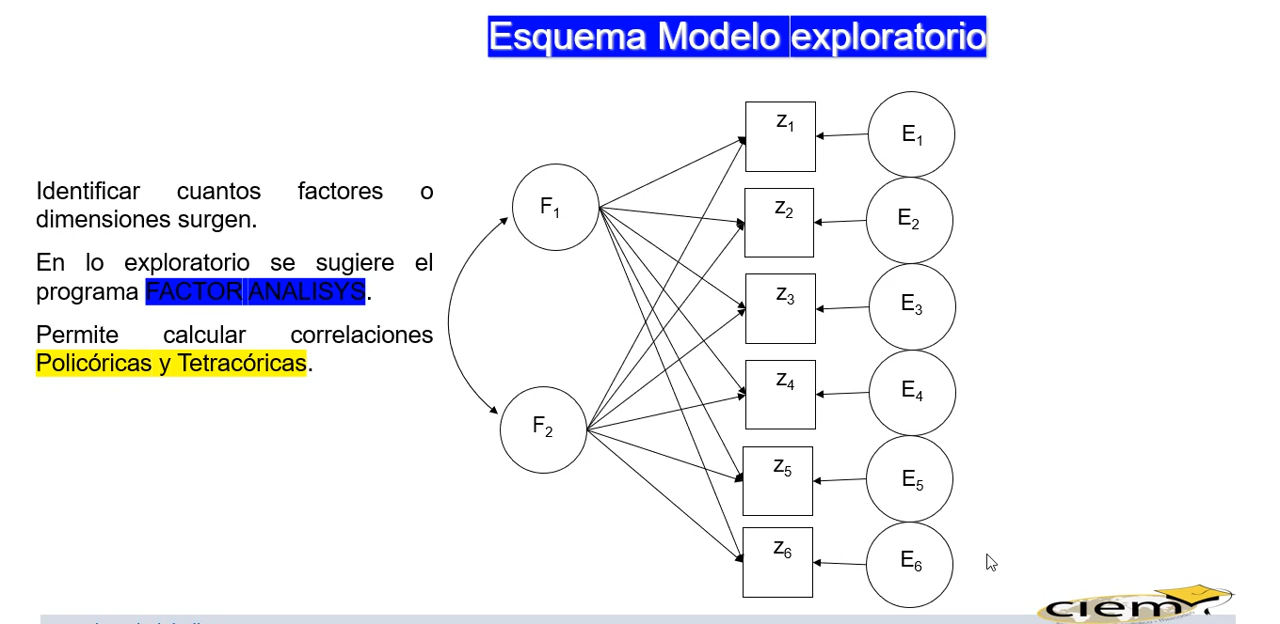 Esquema Modelo exploratorio
Identificar cuantos factores o
dimensiones surgen.
En lo exploratorio se sugiere el
programa FACTOR ANALISYS.
Permite calcular correlaciones
Policóricas y Tetracóricas.
F1
F2
z1
z2
z3
z4
z5
z6
E1
E2
E3
E4
E5
E6
ciem